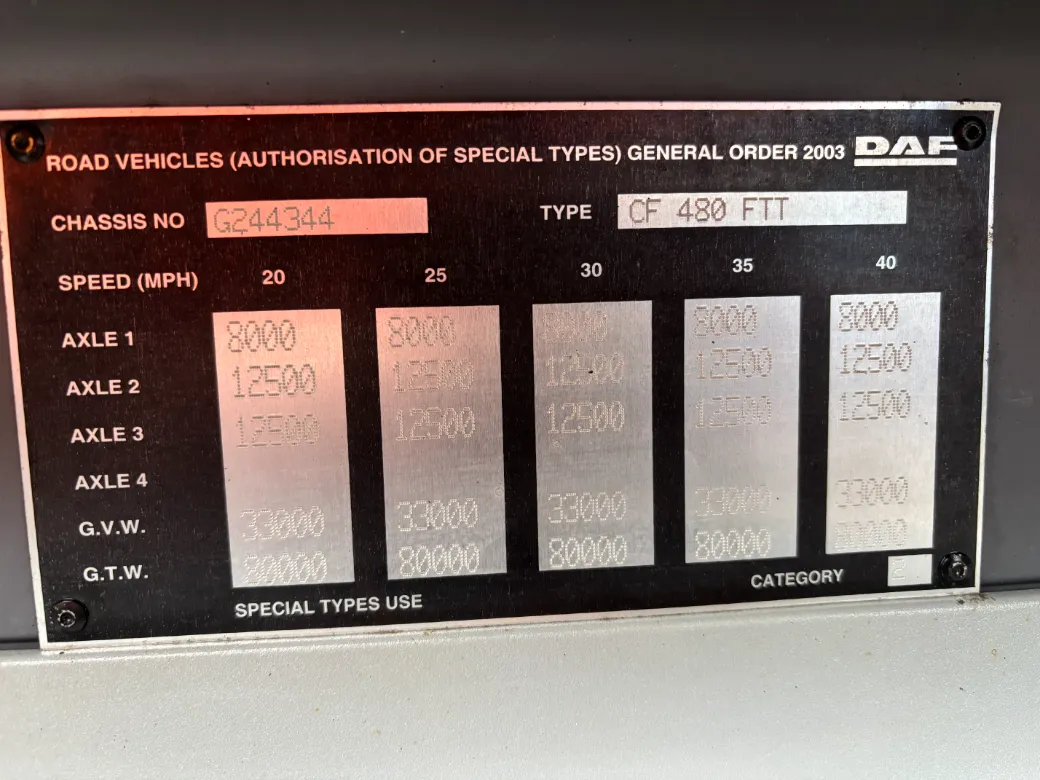 ROAD VEHICLES (AUTHORISATION OF SPECIAL TYPES) GENERAL ORDER 2003 DAF
CHASSIS NO G244344 TYPE CF 480 FTT
SPEED (MPH) 20 25 30 35 40
AXLE 1 8000 8000 8000 8000 8000
AXLE 2 12500 12500 12500 12500 12500
AXLE 3 12500 12500 12500 12500 12500
AXLE 4
G.V.W. 33000 33000 33000 33000 33000
G.T.W. 80000 80000 80000 80000 80000
SPECIAL TYPES USE CATEGORY